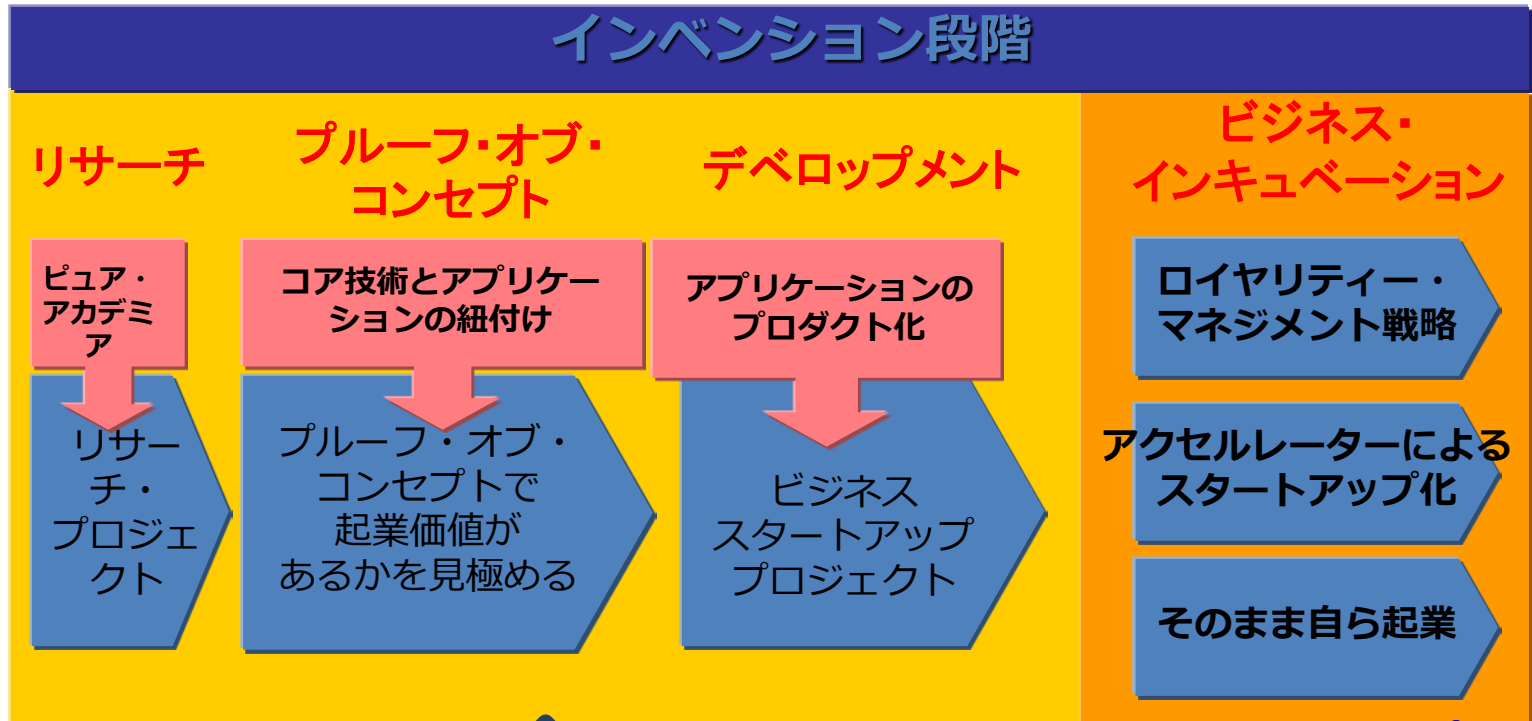 インベンション段階
リサーチ
プルーフ・オブ・
コンセプト
デベロップメント
ビジネス・
インキュベーション
ピュア・
アカデミ
ア
コア技術とアプリケー
ションの紐付け
アプリケーションの
プロダクト化
リサー
チ・
プロジェ
クト
プルーフ・オブ・
コンセプトで
起業価値が
あるかを見極める
ビジネス
スタートアップ
プロジェクト
ロイヤリティー・
マネジメント戦略
アクセルレーターによる
スタートアップ化
そのまま自ら起業